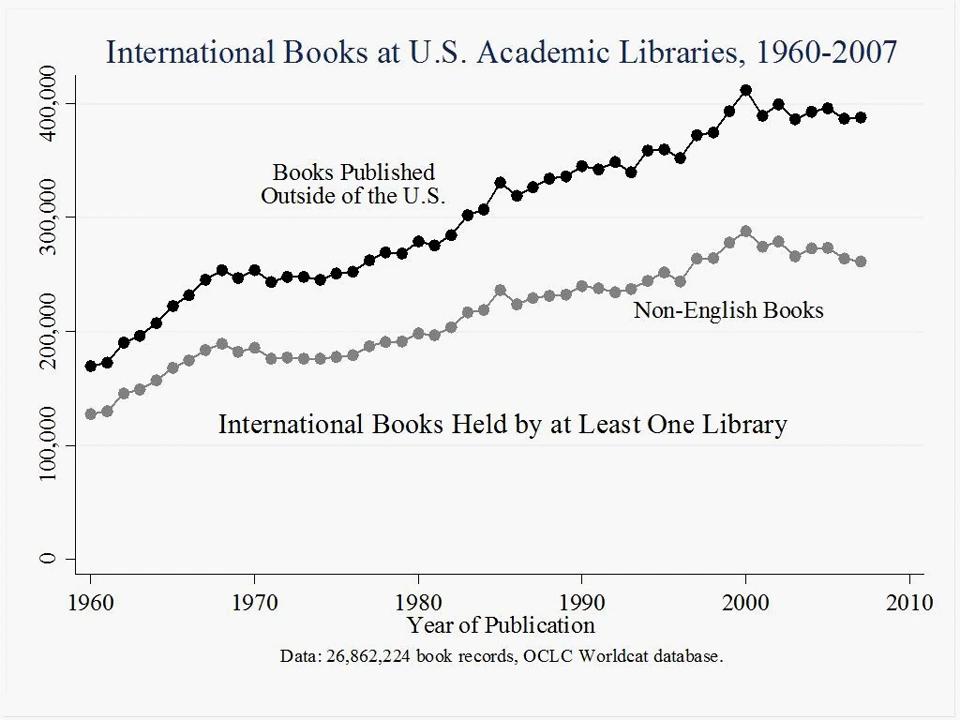 International Books at U.S. Academic Libraries, 1960-2007
400,000
300,000
200,000
100,000
0
Books Published
Outside of the U.S.
Non-English Books
International Books Held by at Least One Library
1960 1970 1980 1990 2000 2010
Year of Publication
Data: 26,862,224 book records, OCLC Worldcat database.